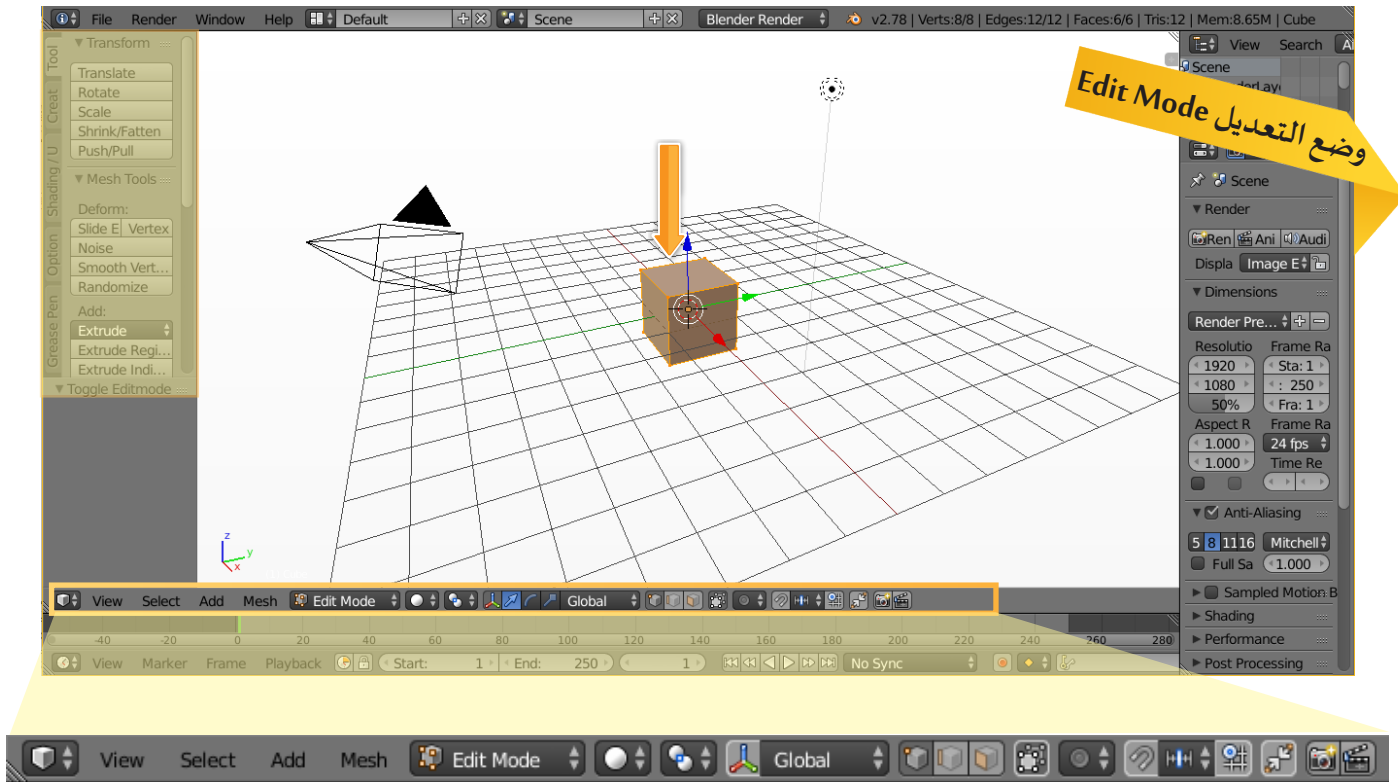 File Render Window Help Default Scene Blender Render v2.78 | Verts:8/8 | Edges:12/12 | Faces:6/6 | Tris:12 | Mem:8.65M | Cube
Tool
Creat
Shading / U
Option
Grease Pen
Transform
Translate
Rotate
Scale
Shrink/Fatten
Push/Pull
Mesh Tools
Deform:
Slide E Vertex
Noise
Smooth Vert...
Randomize
Add:
Extrude
Extrude Regi...
Extrude Indi...
Toggle Editmode
z
y
x
View Search
Scene
وضع التعديل Edit Mode
Scene
Render
Ren Ani Audi
Displa Image E
Dimensions
Render Pre...
Resolutio Frame Ra
1920 Sta: 1
1080 : 250
50% Fra: 1
Aspect R Frame Ra
1.000 24 fps
1.000 Time Re
Anti-Aliasing
5 8 11 16 Mitchell
Full Sa 1.000
Sampled Motion B
Shading
Performance
Post Processing
View Select Add Mesh Edit Mode Global
-40 -20 0 20 40 60 80 100 120 140 160 180 200 220 240 260 280
View Marker Frame Playback Start: 1 End: 250 1 No Sync
View Select Add Mesh Edit Mode Global